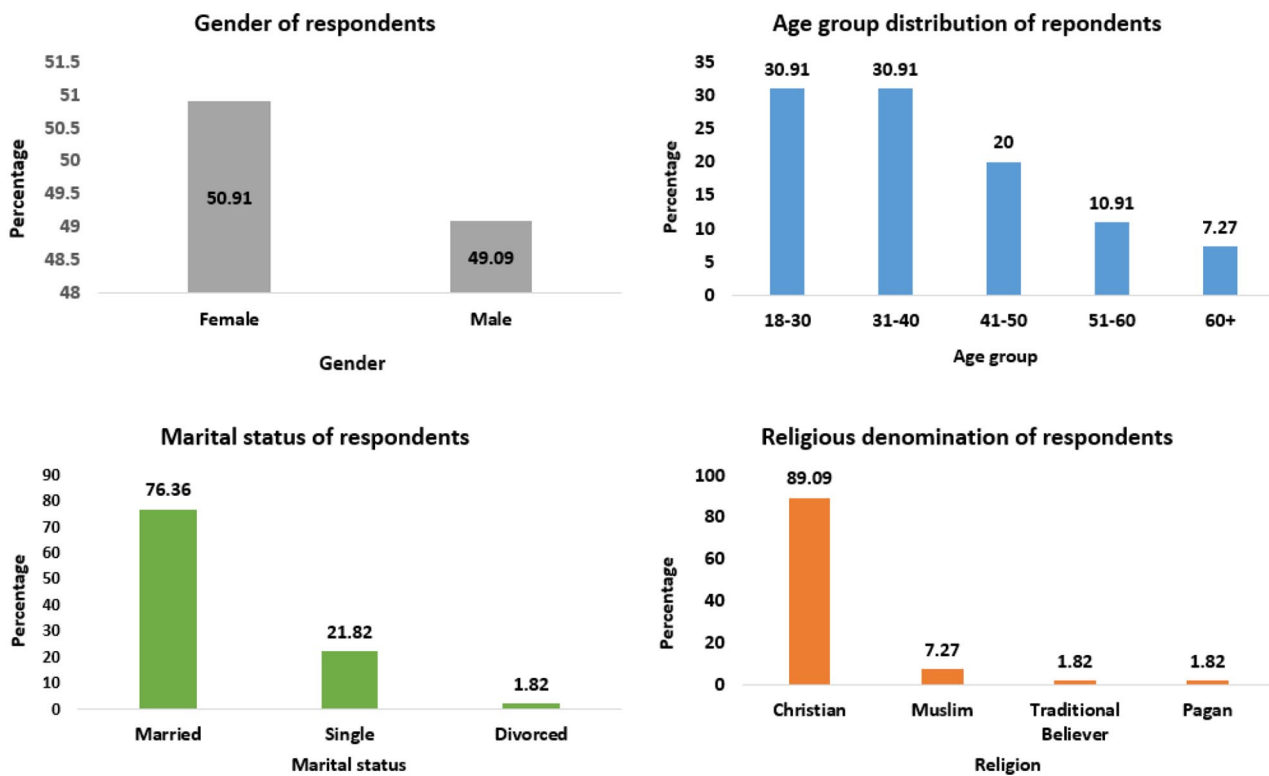 Gender of respondents
51.5
51
50.5
50
49.5
49
48.5
48
Percentage
50.91
49.09
Female Male
Gender
Age group distribution of repondents
35
30
25
20
15
10
5
0
Percentage
30.91 30.91 20 10.91 7.27
18-30 31-40 41-50 51-60 60+
Age group
Marital status of respondents
90
80
70
60
50
40
30
20
10
0
Percentage
76.36 21.82 1.82
Married Single Divorced
Marital status
Religious denomination of respondents
100
80
60
40
20
0
Percentage
89.09 7.27 1.82 1.82
Christian Muslim Traditional Pagan
Believer
Religion